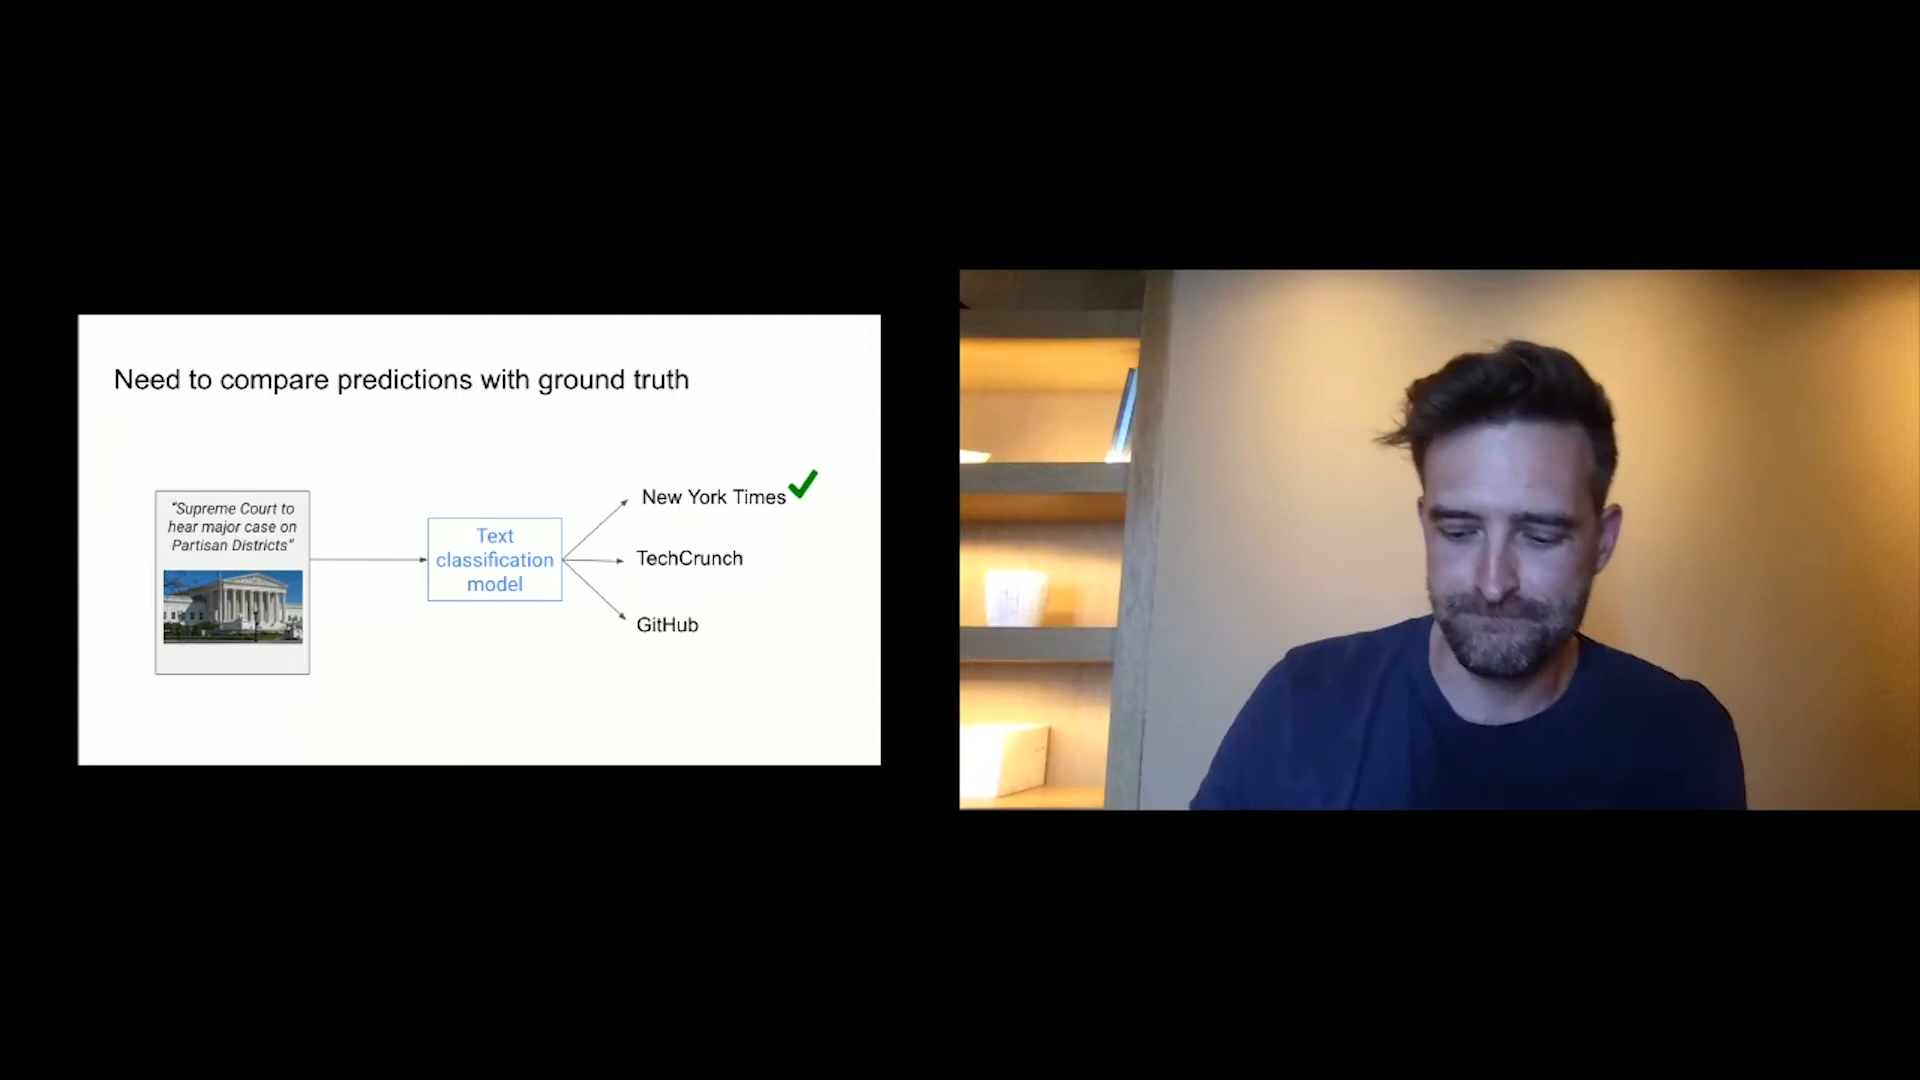 Need to compare predictions with ground truth
“Supreme Court to
hear major case on
Partisan Districts”
Text
classification
model
New York Times
TechCrunch
GitHub